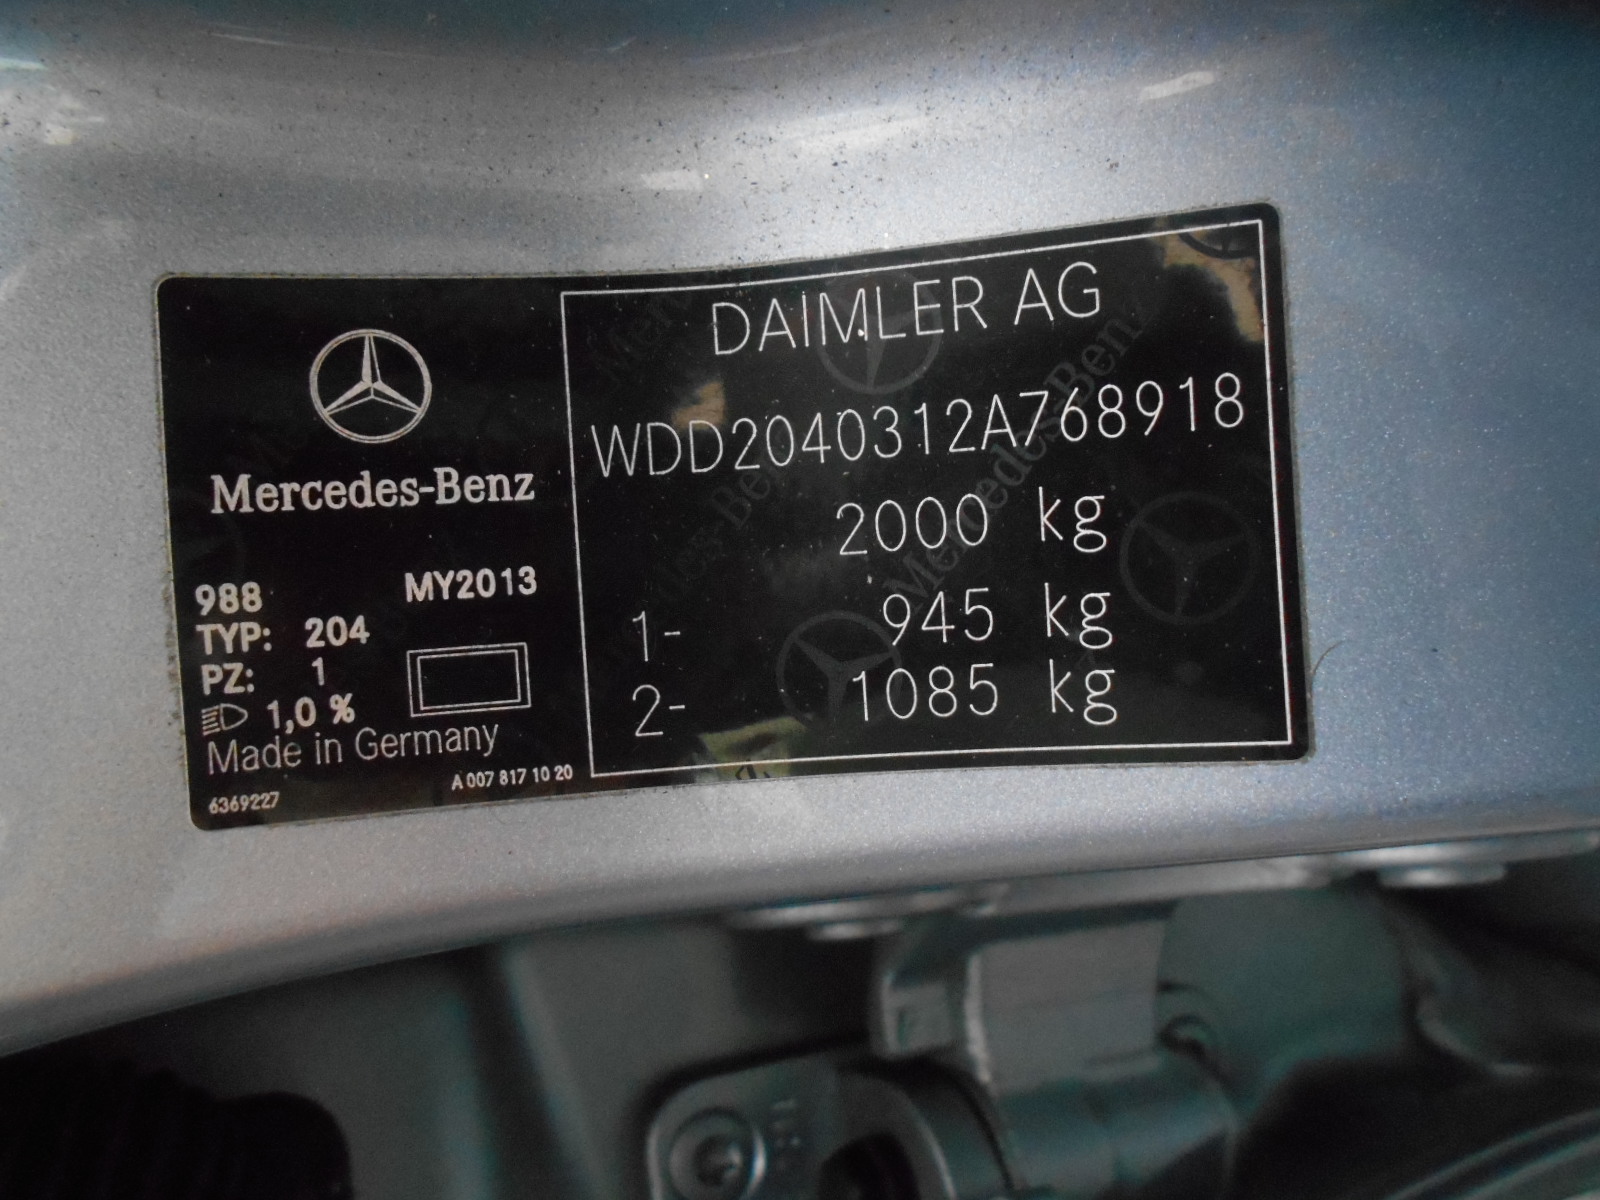 Mercedes-Benz
988 MY2013
TYP: 204
PZ: 1
1,0 %
Made in Germany
A 007 817 10 20
6369227
DAIMLER AG
WDD2040312A768918
2000 kg
1- 945 kg
2- 1085 kg